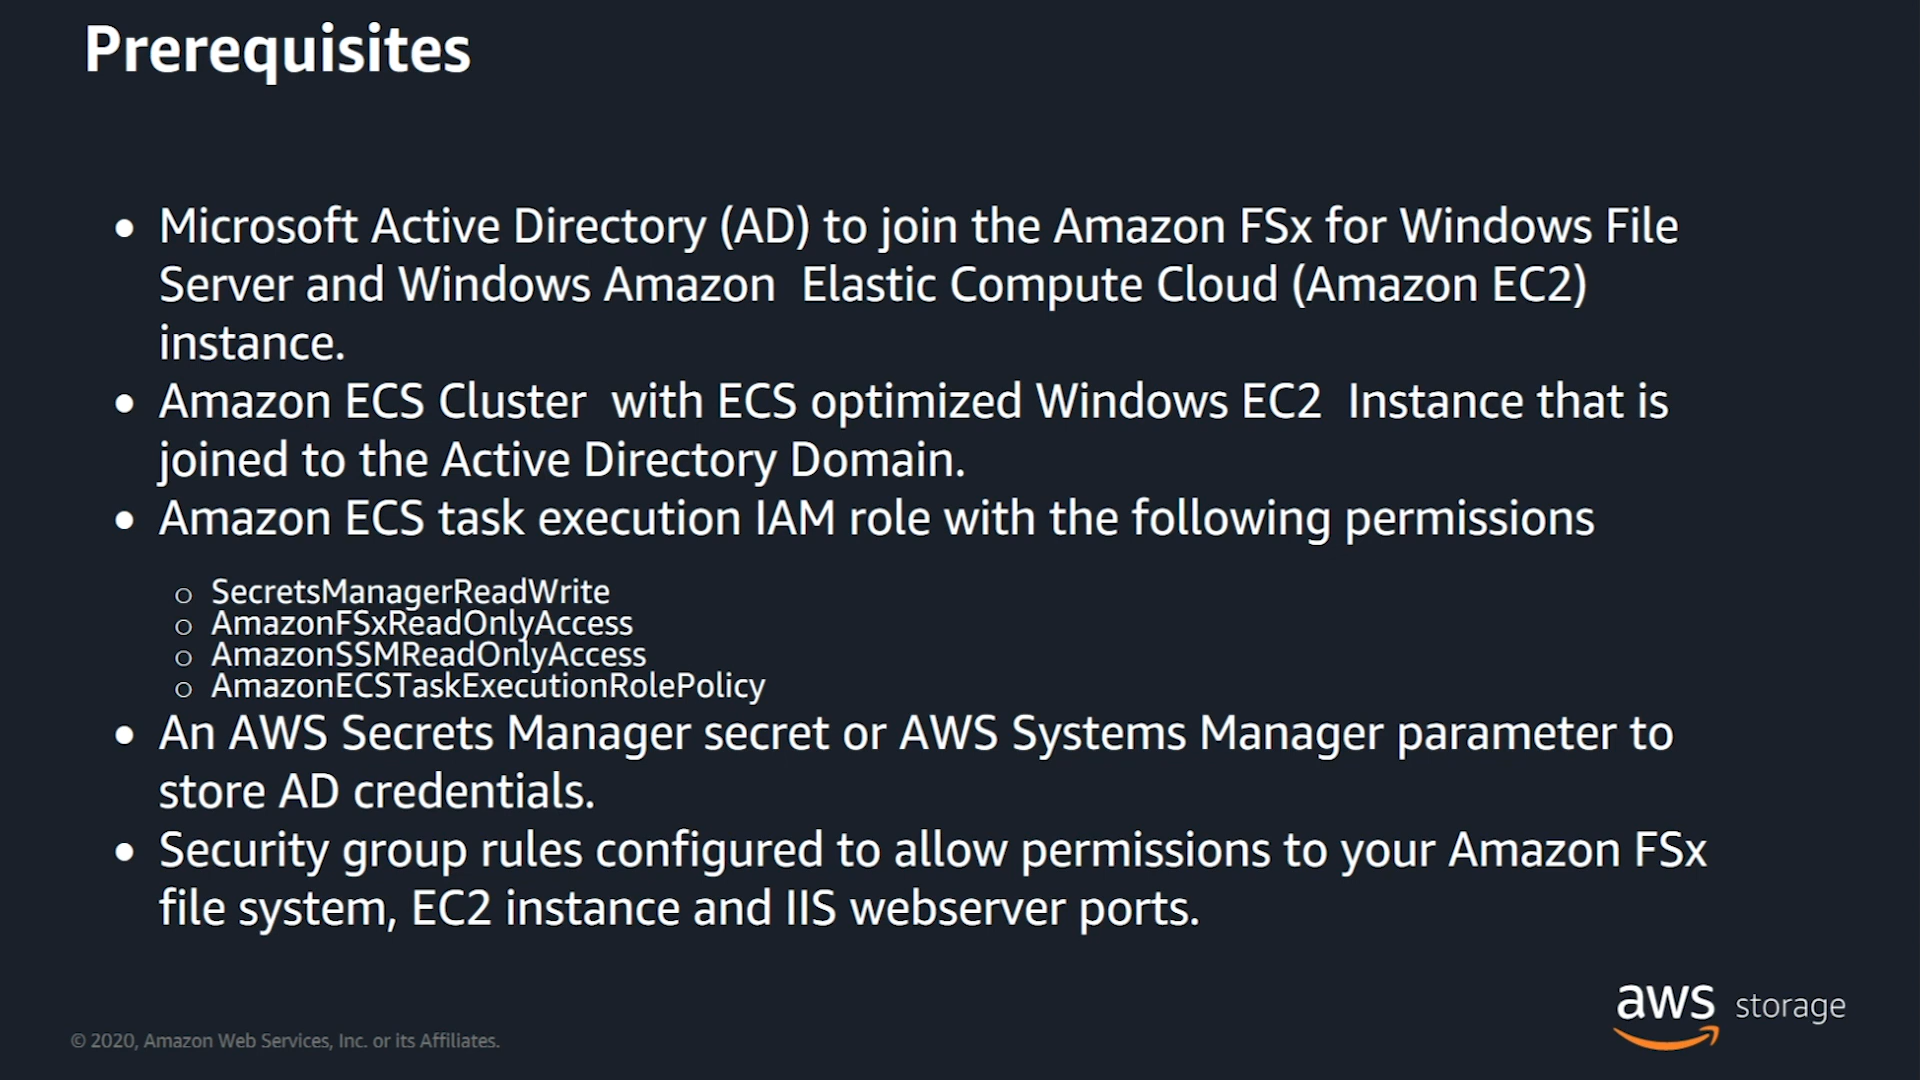 Prerequisites
• Microsoft Active Directory (AD) to join the Amazon FSx for Windows File
Server and Windows Amazon  Elastic Compute Cloud (Amazon EC2)
instance.
• Amazon ECS Cluster  with ECS optimized Windows EC2  Instance that is
joined to the Active Directory Domain.
• Amazon ECS task execution IAM role with the following permissions
o SecretsManagerReadWrite
o AmazonFSxReadOnlyAccess
o AmazonSSMReadOnlyAccess
o AmazonECSTaskExecutionRolePolicy
• An AWS Secrets Manager secret or AWS Systems Manager parameter to
store AD credentials.
• Security group rules configured to allow permissions to your Amazon FSx
file system, EC2 instance and IIS webserver ports.
aws storage
© 2020, Amazon Web Services, Inc. or its Affiliates.